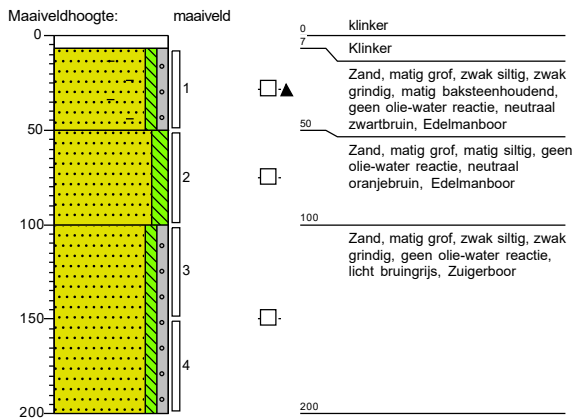 Maaiveldhoogte: maaiveld
0
50
100
150
200
1
2
3
4
0 klinker
7 Klinker
Zand, matig grof, zwak siltig, zwak
grindig, matig baksteenhoudend,
geen olie-water reactie, neutraal
zwartbruin, Edelmanboor
50
Zand, matig grof, matig siltig, geen
olie-water reactie, neutraal
oranjebruin, Edelmanboor
100
Zand, matig grof, zwak siltig, zwak
grindig, geen olie-water reactie,
licht bruingrijs, Zuigerboor
200